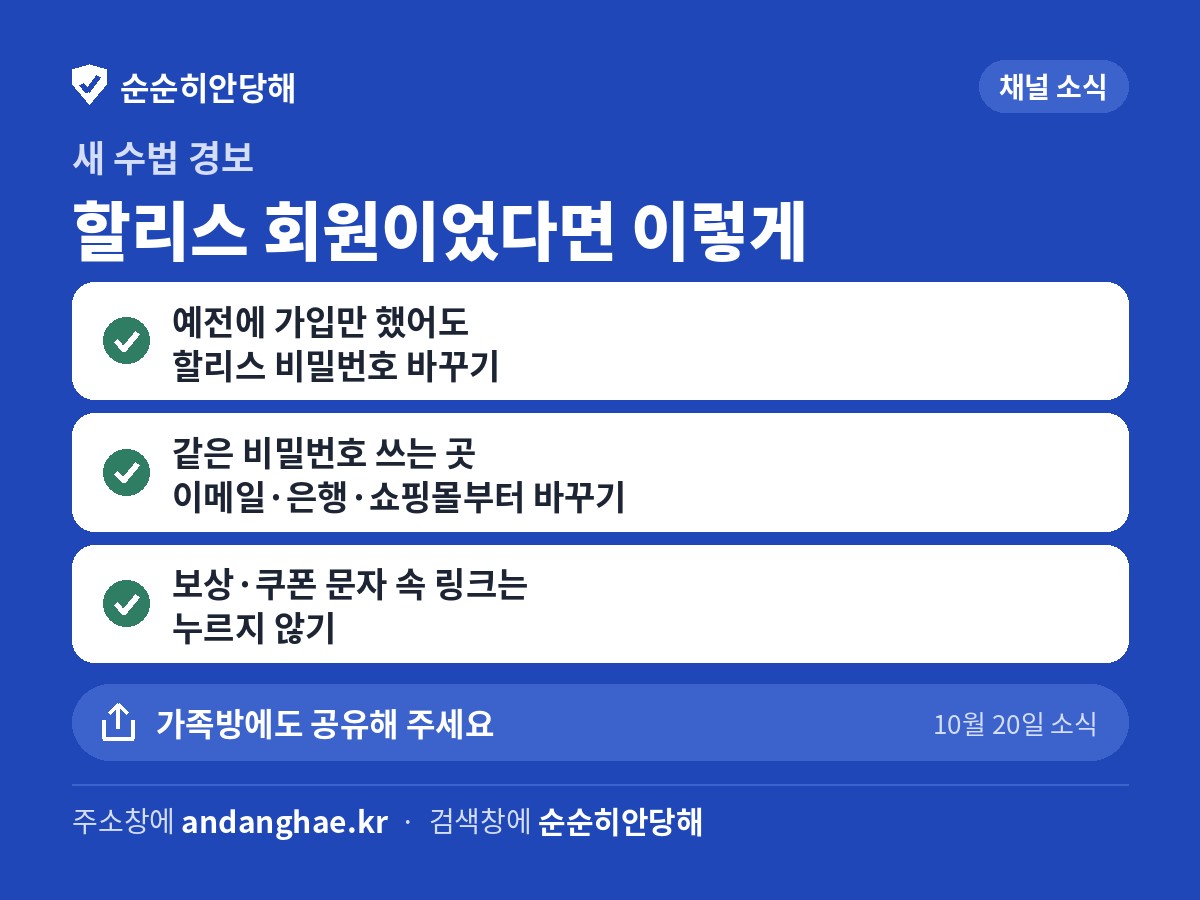 순순히안당해
채널 소식
새 수법 경보
할리스 회원이었다면 이렇게
예전에 가입만 했어도
할리스 비밀번호 바꾸기
같은 비밀번호 쓰는 곳
이메일·은행·쇼핑몰부터 바꾸기
보상·쿠폰 문자 속 링크는
누르지 않기
가족방에도 공유해 주세요
10월 20일 소식
주소창에 andanghae.kr · 검색창에 순순히안당해